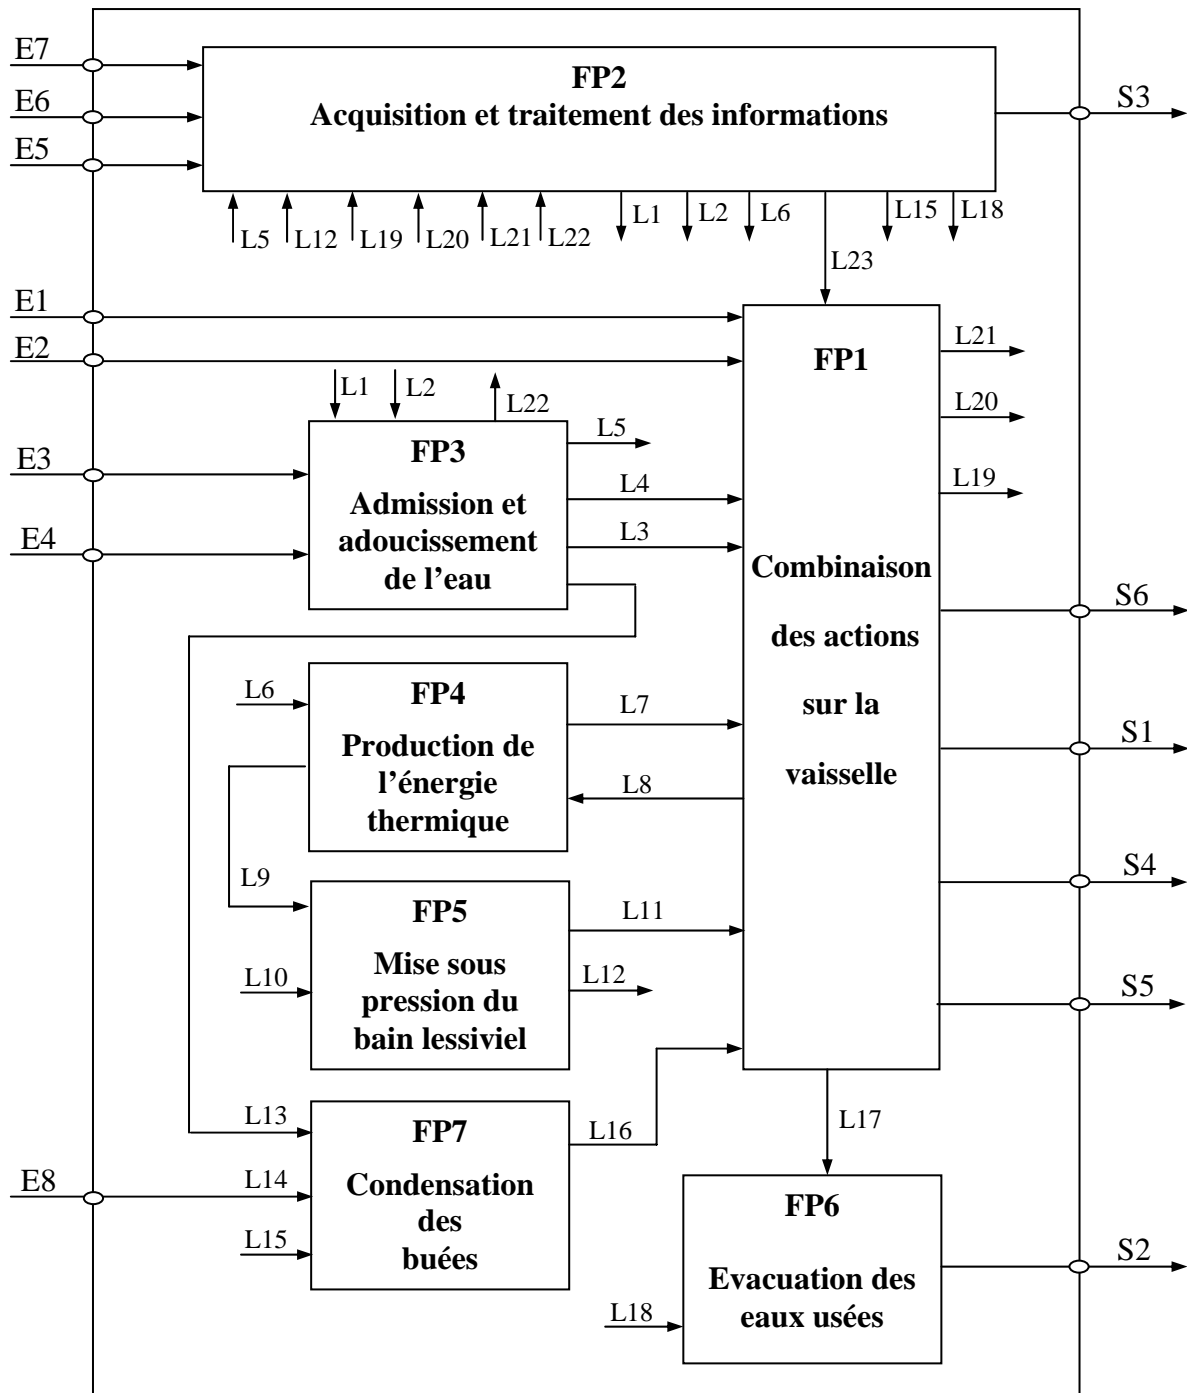 E7
FP2
Acquisition et traitement des informations
S3
E6
E5
L5
L12
L19
L20
L21
L22
L1
L2
L6
L15
L18
L23
E1
E2
FP1
L21
L1
L2
L22
L20
L5
E3
FP3
L19
L4
Admission et
L3
E4
adoucissement
de l'eau
Combinaison
S6
des actions
L6
FP4
L7
sur la
S1
Production de
l'énergie
L8
vaisselle
thermique
L9
S4
FP5
L11
L10
Mise sous
L12
pression du
S5
bain lessiviel
L13
FP7
L16
L17
E8
L14
Condensation
FP6
des
L15
buées
S2
Evacuation des
L18
eaux usées